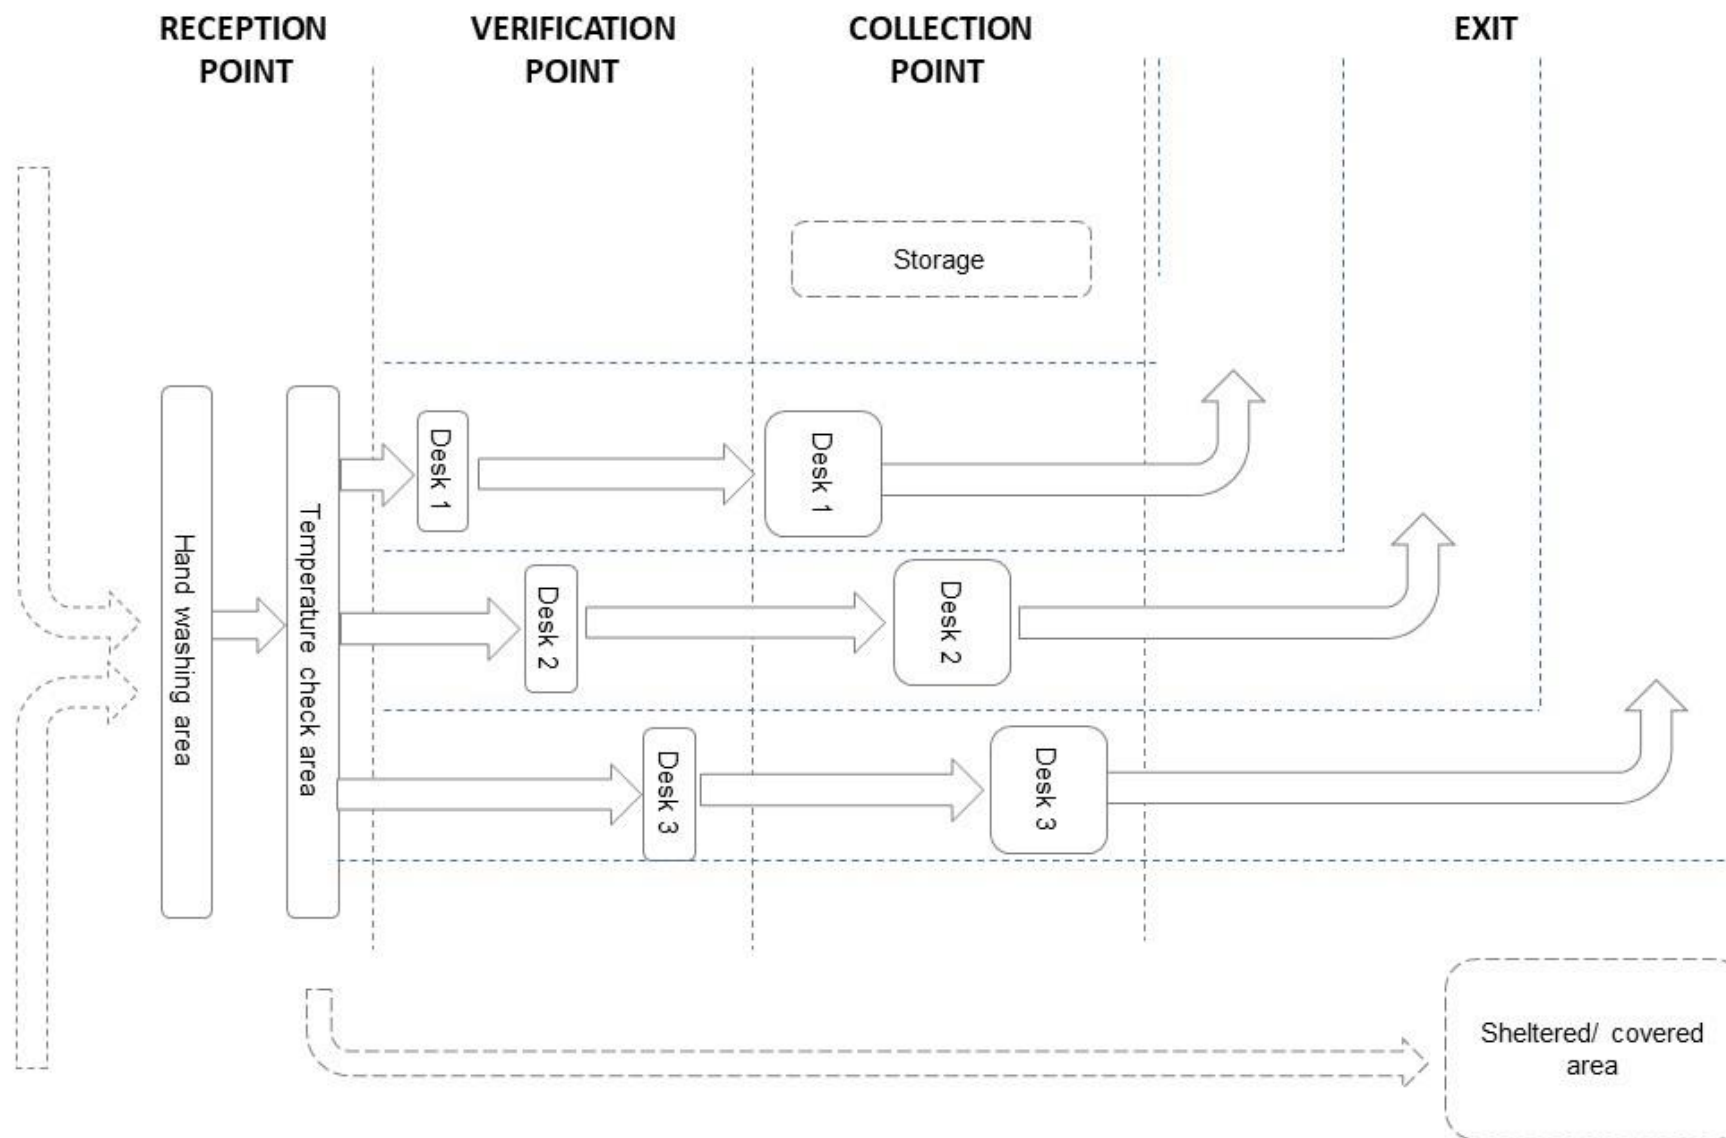 RECEPTION
POINT
VERIFICATION
POINT
COLLECTION
POINT
EXIT
Storage
Hand washing area
Temperature check area
Desk 1
Desk 1
Desk 2
Desk 2
Desk 3
Desk 3
Sheltered/ covered
area